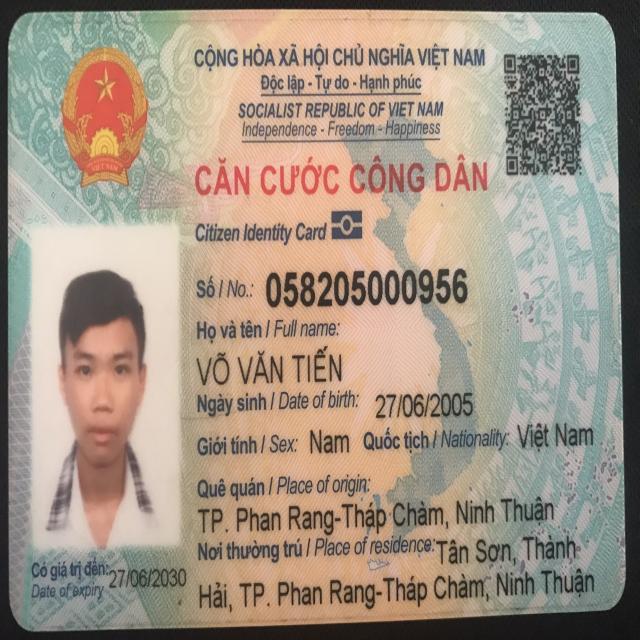 CỘNG HÒA XÃ HỘI CHỦ NGHĨA VIỆT NAM
Độc lập - Tự do - Hạnh phúc
SOCIALIST REPUBLIC OF VIET NAM
Independence - Freedom - Happiness
CĂN CƯỚC CÔNG DÂN
Citizen Identity Card
Số / No.: 058205000956
Họ và tên / Full name:
VÕ VĂN TIẾN
Ngày sinh / Date of birth: 27/06/2005
Giới tính / Sex: Nam Quốc tịch / Nationality: Việt Nam
Quê quán / Place of origin:
TP. Phan Rang-Tháp Chàm, Ninh Thuân
Nơi thường trú / Place of residence: Tân Sơn, Thành
Hải, TP. Phan Rang-Tháp Chàm, Ninh Thuận
Có giá trị đến: 27/06/2030
Date of expiry
VIỆT NAM